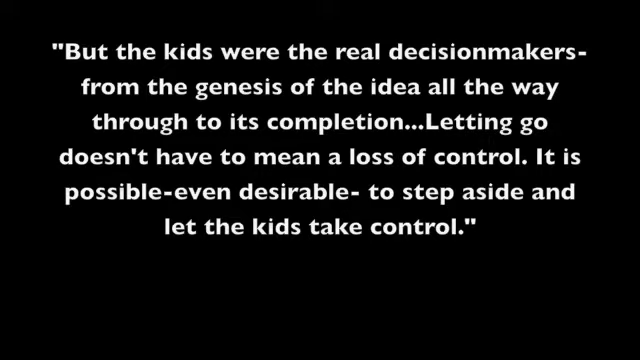 "But the kids were the real decisionmakers-
from the genesis of the idea all the way
through to its completion...Letting go
doesn't have to mean a loss of control. It is
possible-even desirable- to step aside and
let the kids take control."